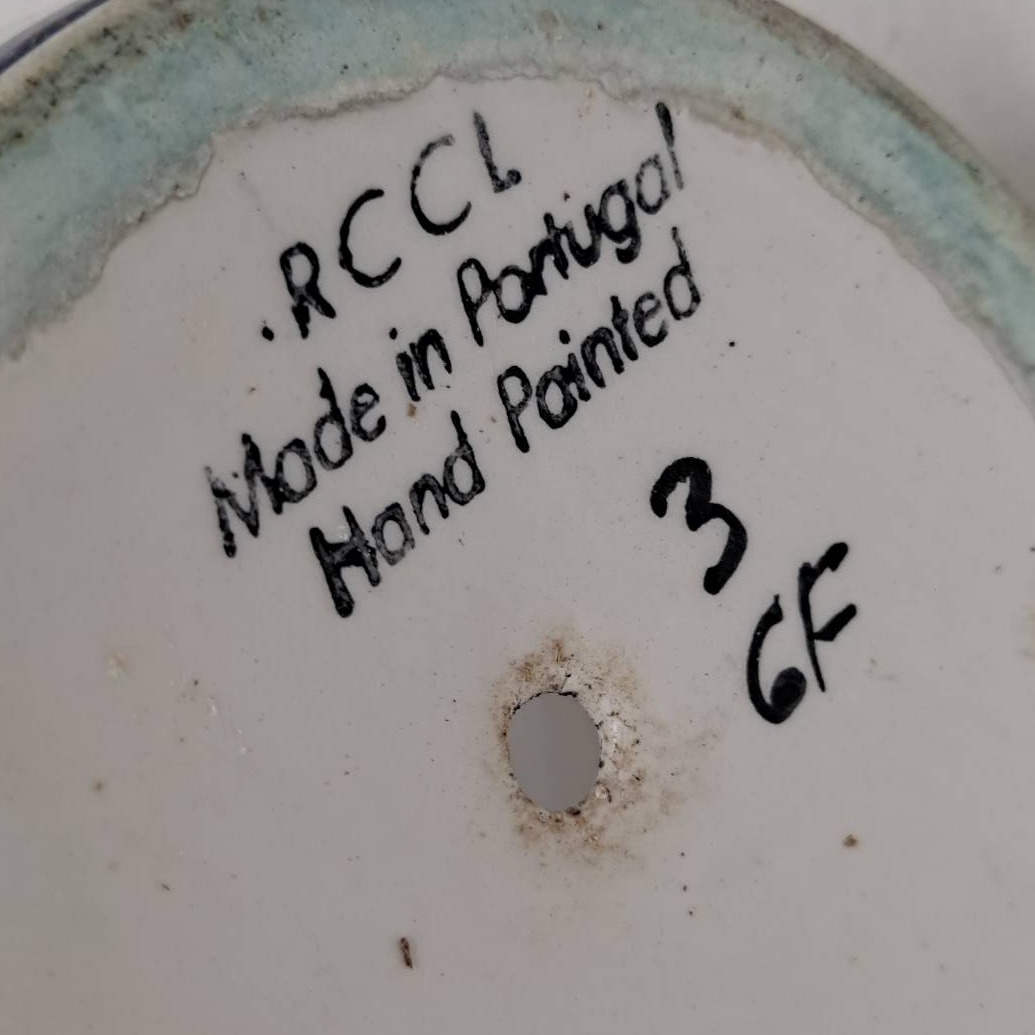 .RCCL
Made in Portugal
Hand Painted
3
6F